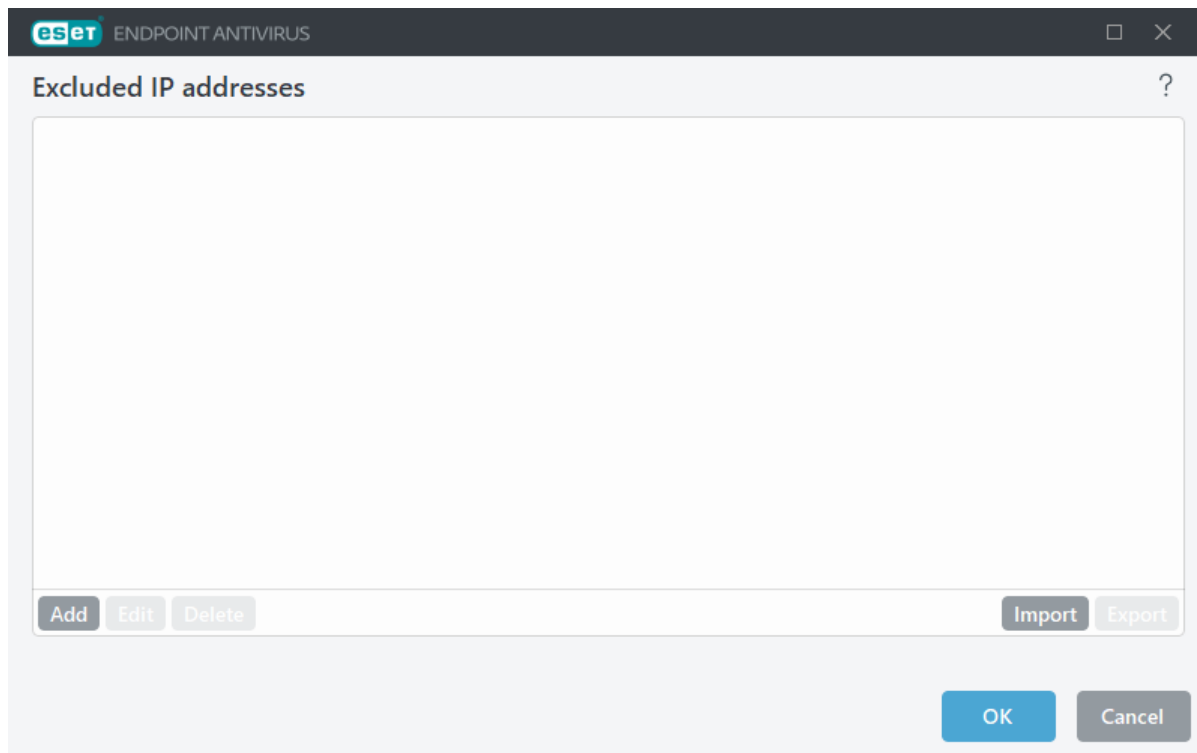 eset ENDPOINT ANTIVIRUS
Excluded IP addresses ?
Add Edit Delete Import Export
OK Cancel